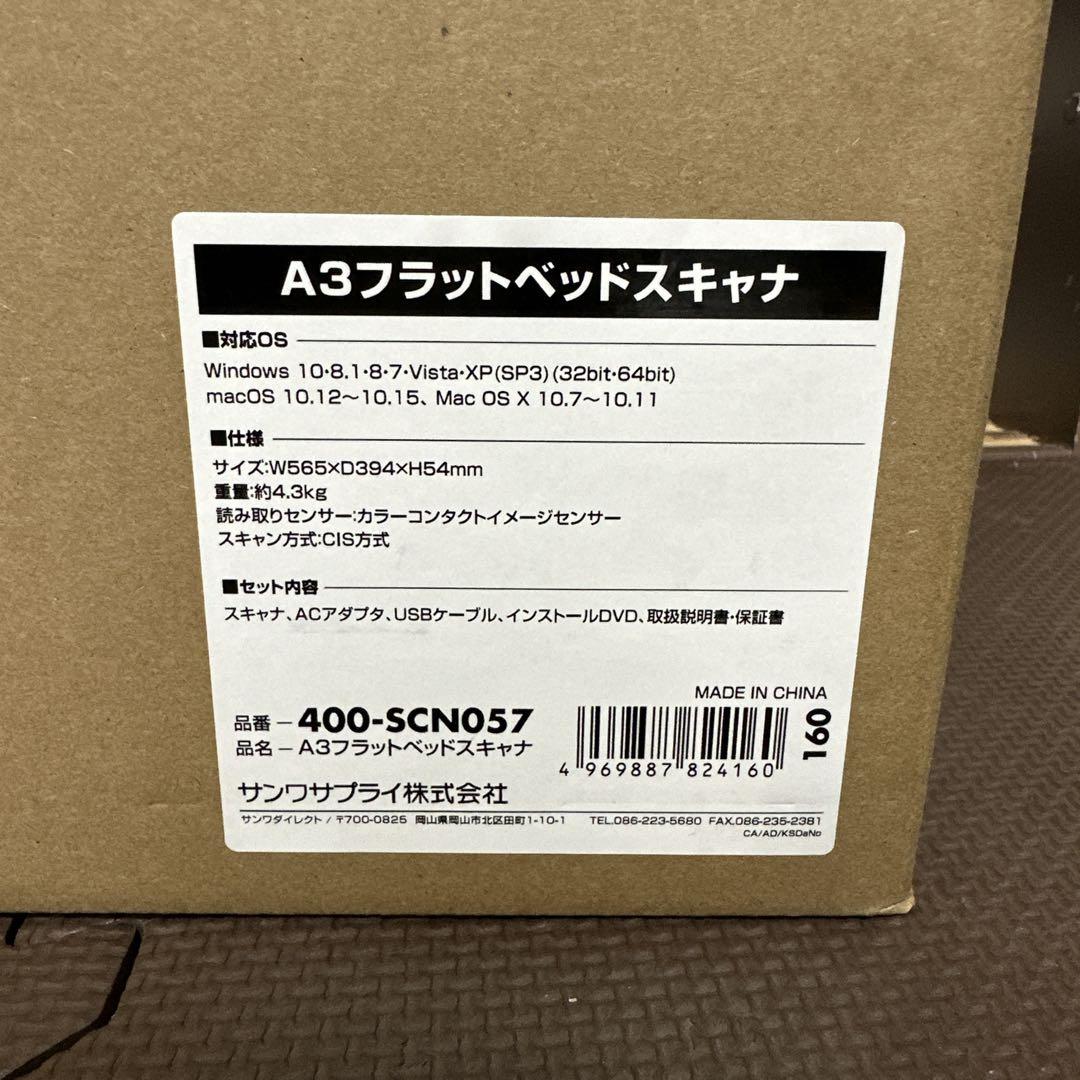 A3フラットベッドスキャナ
■対応OS
Windows 10・8.1・8・7・Vista・XP(SP3)(32bit・64bit)
macOS 10.12～10.15、Mac OS X 10.7～10.11
■仕様
サイズ:W565×D394×H54mm
重量:約4.3kg
読み取りセンサー:カラーコンタクトイメージセンサー
スキャン方式:CIS方式
■セット内容
スキャナ、ACアダプタ、USBケーブル、インストールDVD、取扱説明書・保証書
MADE IN CHINA
品番－400-SCN057
品名－A3フラットベッドスキャナ
4 969887 824160
160
サンワサプライ株式会社
サンワダイレクト / 〒700-0825 岡山県岡山市北区田町1-10-1 TEL.086-223-5680 FAX.086-235-2381
CA/AD/KSDaNo